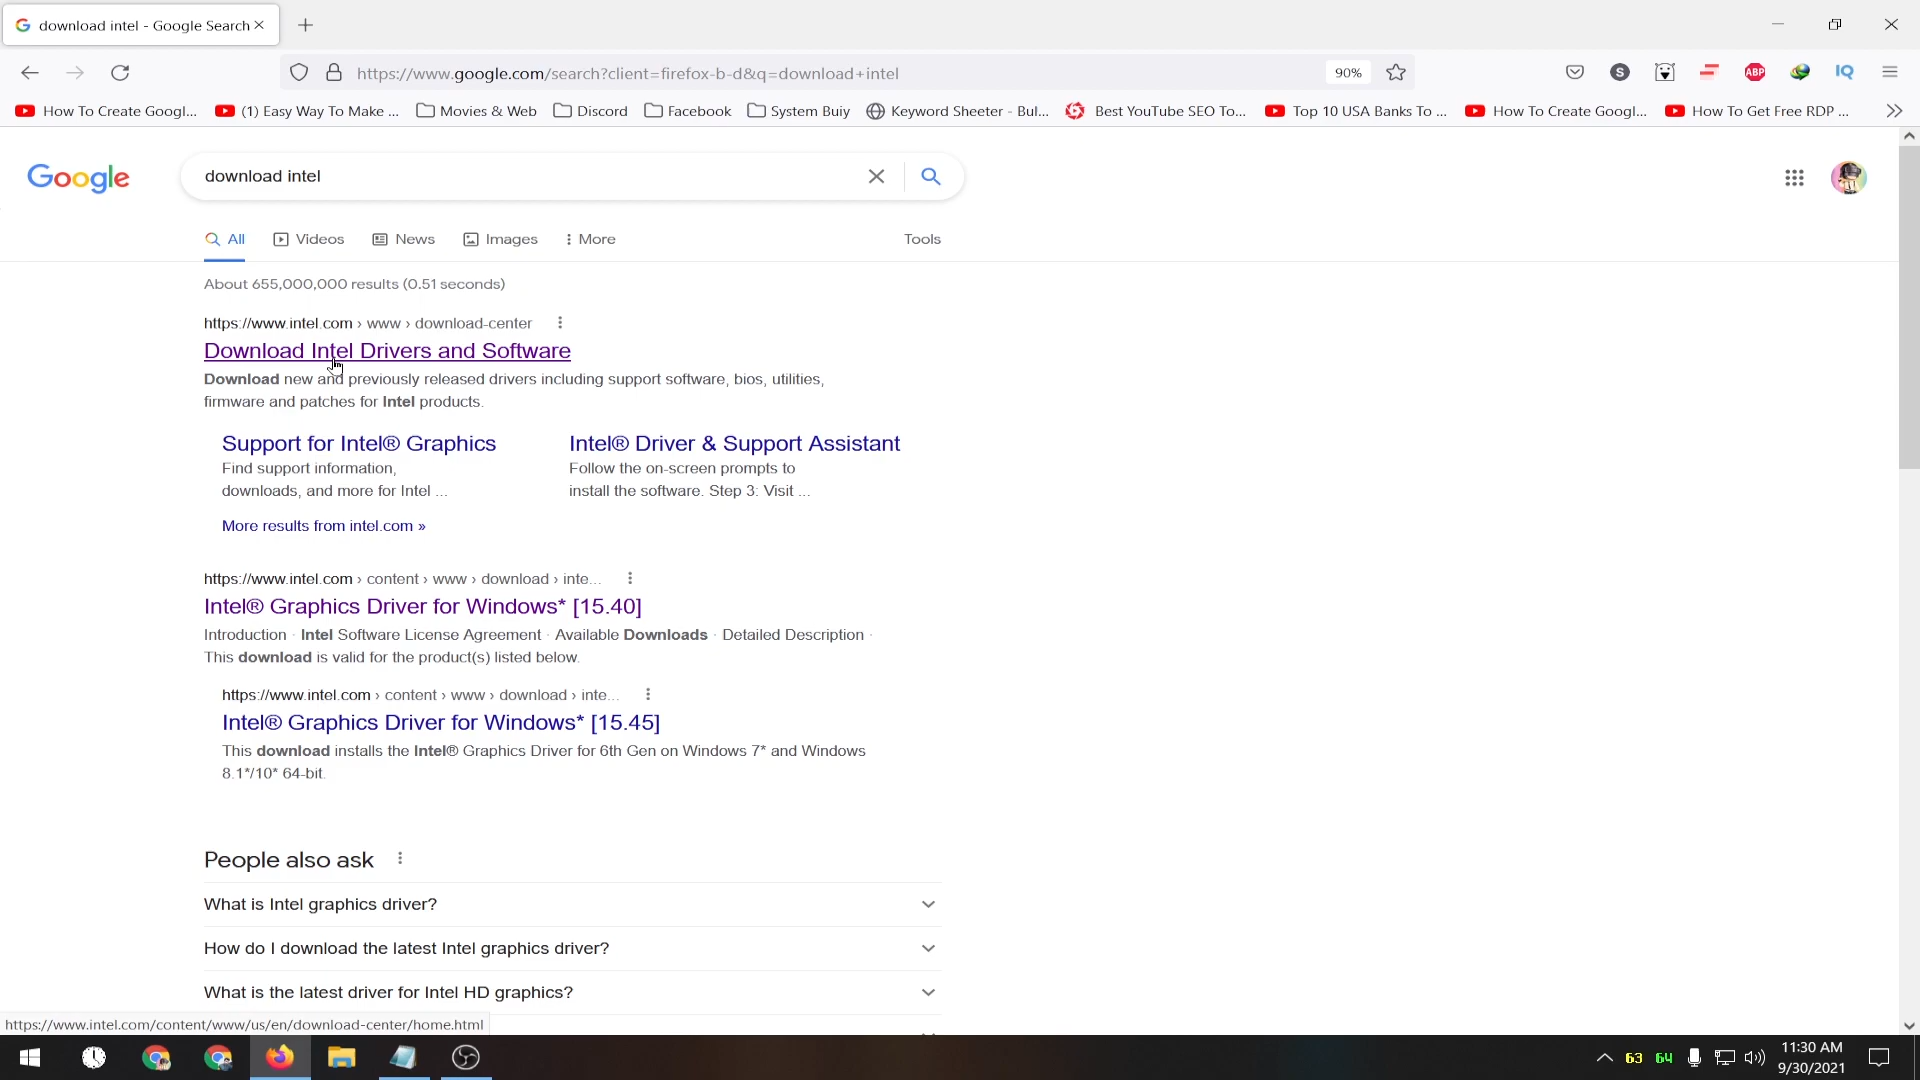 download intel - Google Search
https://www.google.com/search?client=firefox-b-d&q=download+intel
90%
S
ABP
IQ
How To Create Googl...
(1) Easy Way To Make ...
Movies & Web
Discord
Facebook
System Buiy
Keyword Sheeter - Bul...
Best YouTube SEO To...
Top 10 USA Banks To ...
How To Create Googl...
How To Get Free RDP ...
Google
download intel
All
Videos
News
Images
More
Tools
About 655,000,000 results (0.51 seconds)
https://www.intel.com › www › download-center
Download Intel Drivers and Software
Download new and previously released drivers including support software, bios, utilities,
firmware and patches for Intel products.
Support for Intel® Graphics
Find support information,
downloads, and more for Intel ...
Intel® Driver & Support Assistant
Follow the on-screen prompts to
install the software. Step 3: Visit ...
More results from intel.com »
https://www.intel.com › content › www › download › inte...
Intel® Graphics Driver for Windows* [15.40]
Introduction · Intel Software License Agreement · Available Downloads · Detailed Description ·
This download is valid for the product(s) listed below.
https://www.intel.com › content › www › download › inte...
Intel® Graphics Driver for Windows* [15.45]
This download installs the Intel® Graphics Driver for 6th Gen on Windows 7* and Windows
8.1*/10* 64-bit.
People also ask
What is Intel graphics driver?
How do I download the latest Intel graphics driver?
What is the latest driver for Intel HD graphics?
https://www.intel.com/content/www/us/en/download-center/home.html
63
64
11:30 AM
9/30/2021